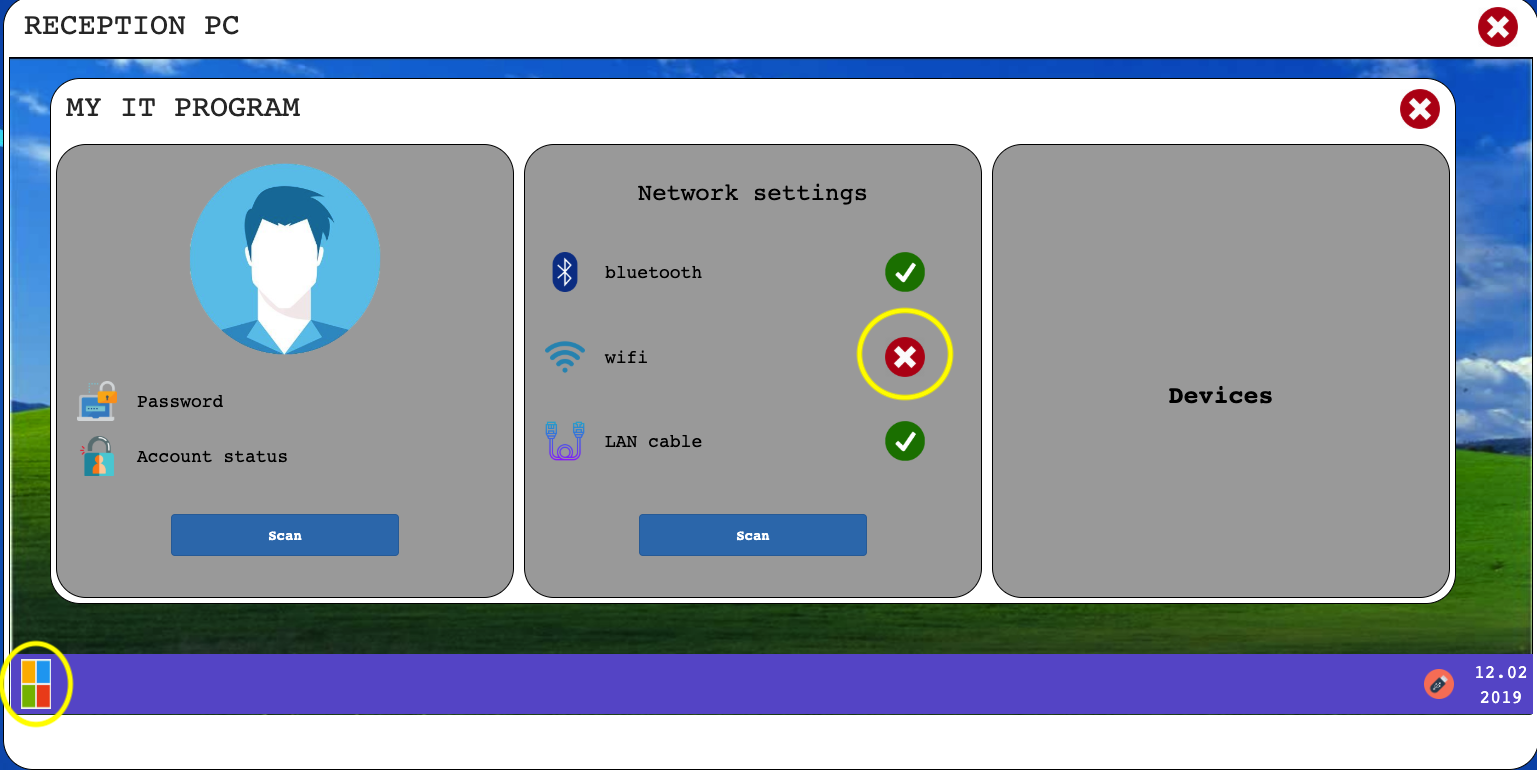 RECEPTION PC
MY IT PROGRAM
Password
Account status
Scan
Network settings
bluetooth
wifi
LAN cable
Scan
Devices
12.02
2019